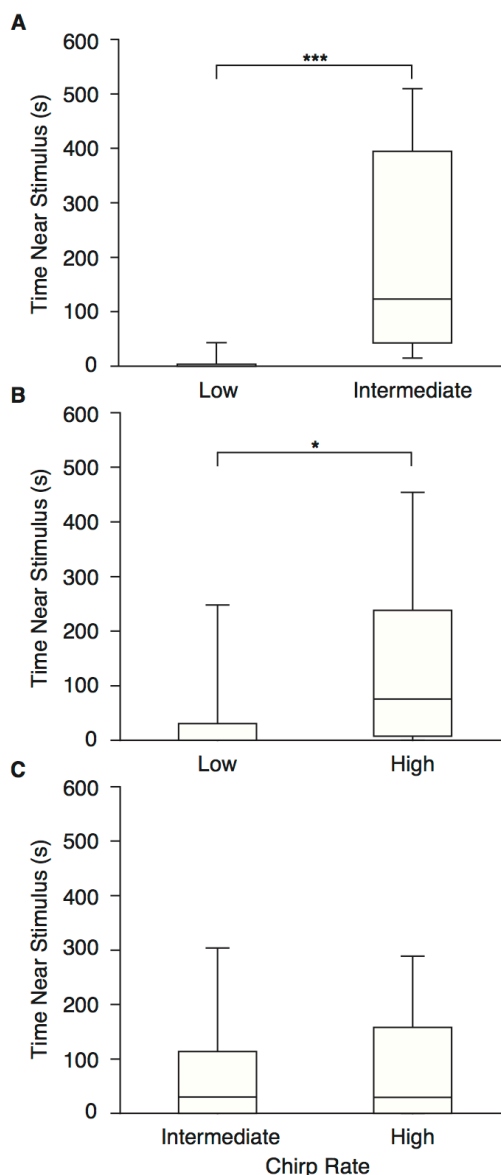 A
Time Near Stimulus (s)
600
500
400
300
200
100
0
***
Low Intermediate
B
Time Near Stimulus (s)
600
500
400
300
200
100
0
*
Low High
C
Time Near Stimulus (s)
600
500
400
300
200
100
0
Intermediate High
Chirp Rate